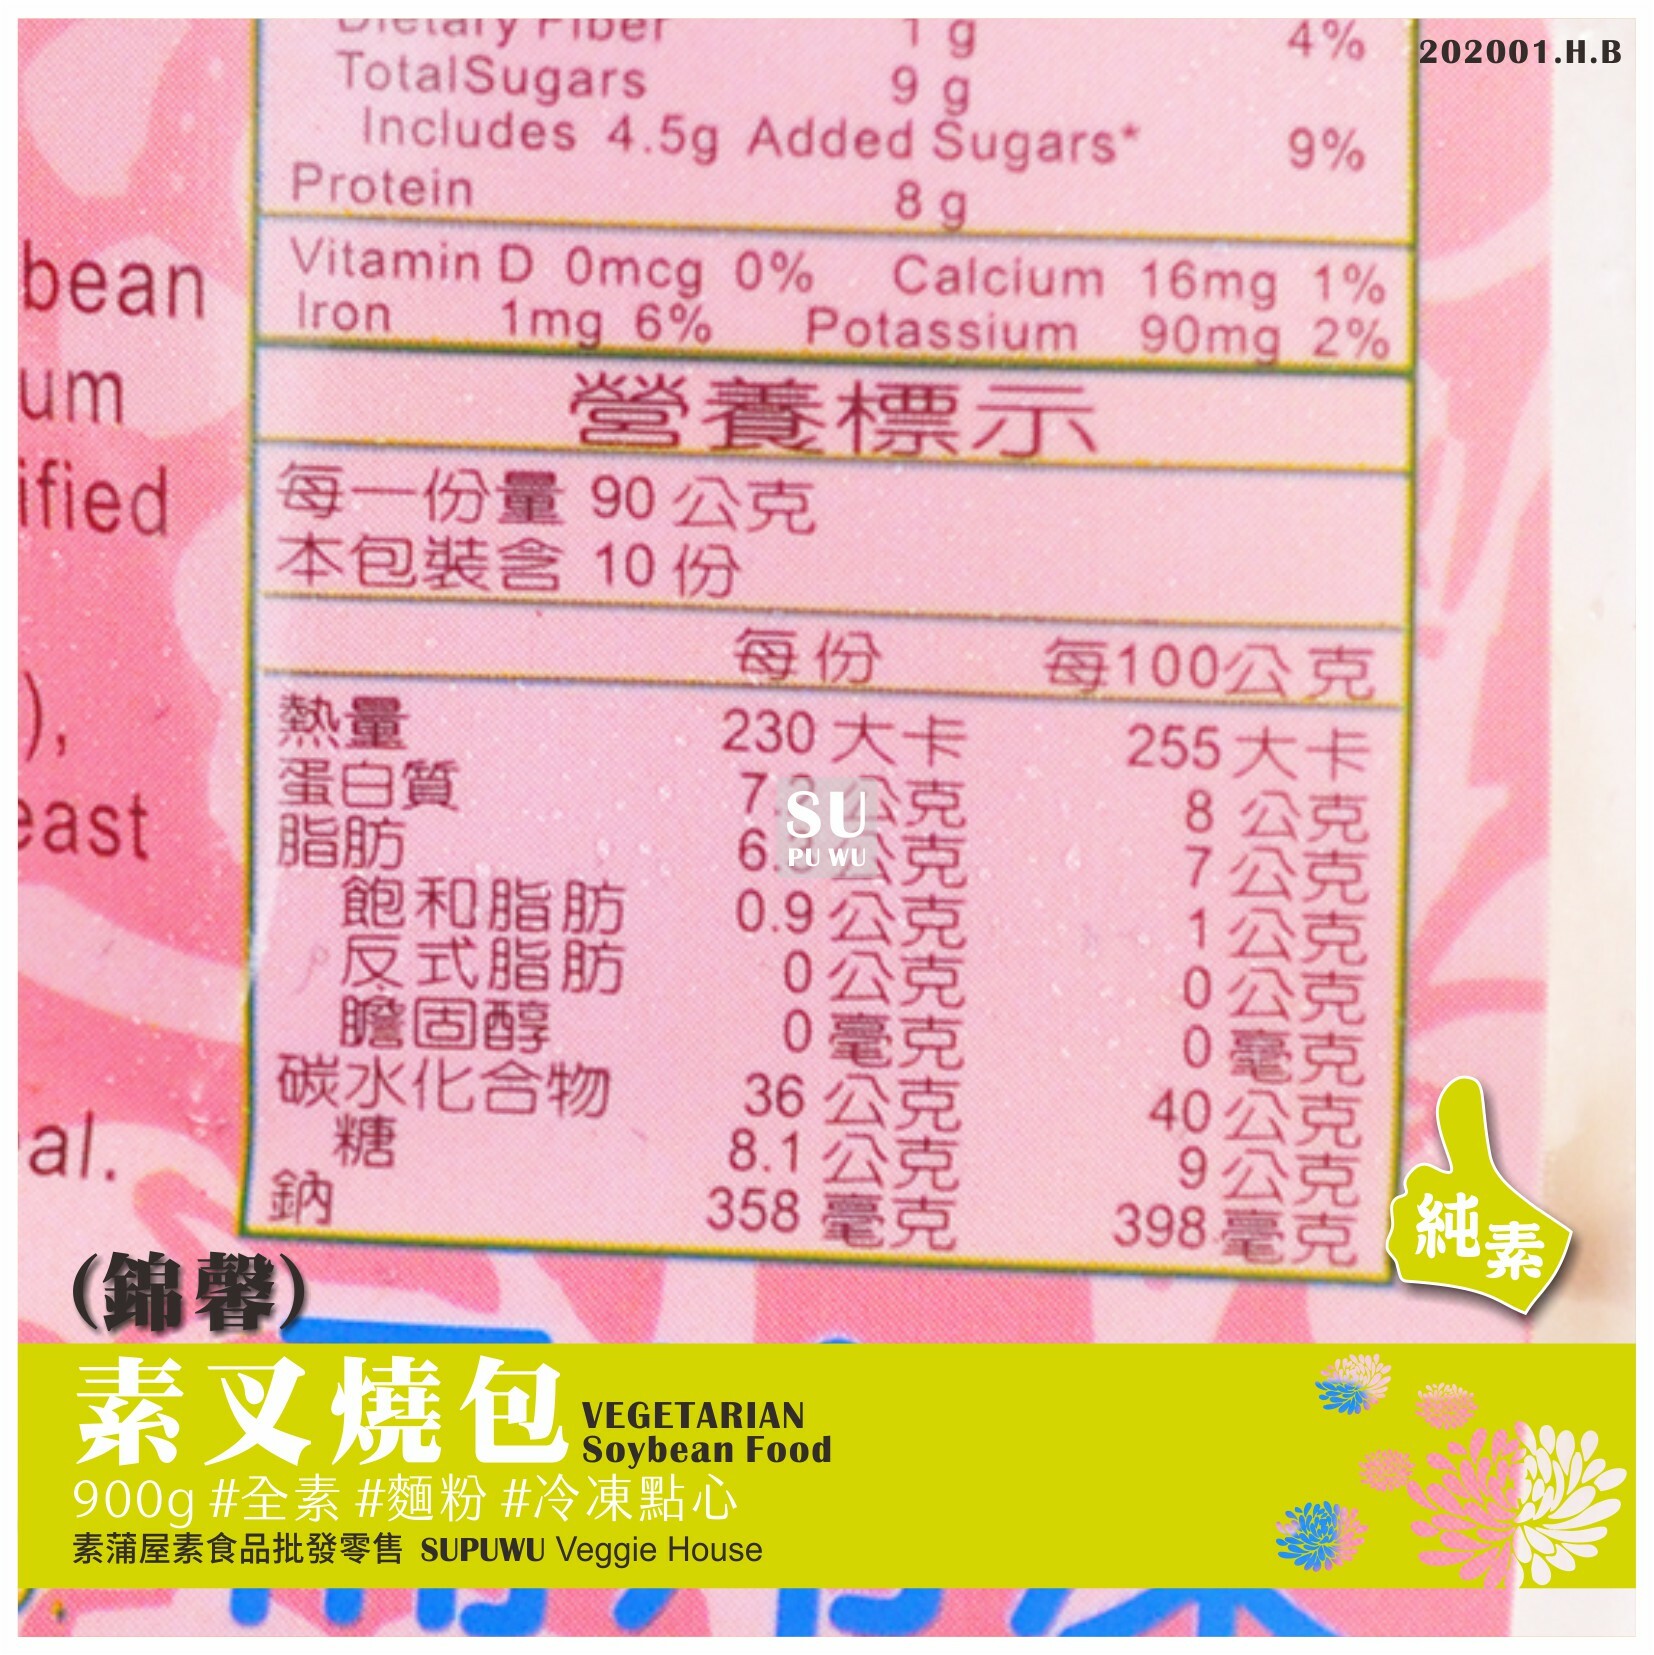 202001.H.B
Dietary Fiber 1 g 4%
TotalSugars 9 g
Includes 4.5g Added Sugars* 9%
Protein 8 g
Vitamin D 0mcg 0% Calcium 16mg 1%
Iron 1mg 6% Potassium 90mg 2%
bean
um
ified
),
east
al.
營養標示
每一份量 90 公克
本包裝含 10 份
每份 每100公克
熱量 230 大卡 255 大卡
蛋白質 公克 8 公克
脂肪 公克 7 公克
飽和脂肪 0.9 公克 1 公克
反式脂肪 0 公克 0 公克
膽固醇 0 毫克 0 毫克
碳水化合物 36 公克 40 公克
糖 8.1 公克 9 公克
鈉 358 毫克 398 毫克
SU
PU WU
純素
(錦馨)
素叉燒包 VEGETARIAN
Soybean Food
900g #全素 #麵粉 #冷凍點心
素蒲屋素食品批發零售 SUPUWU Veggie House